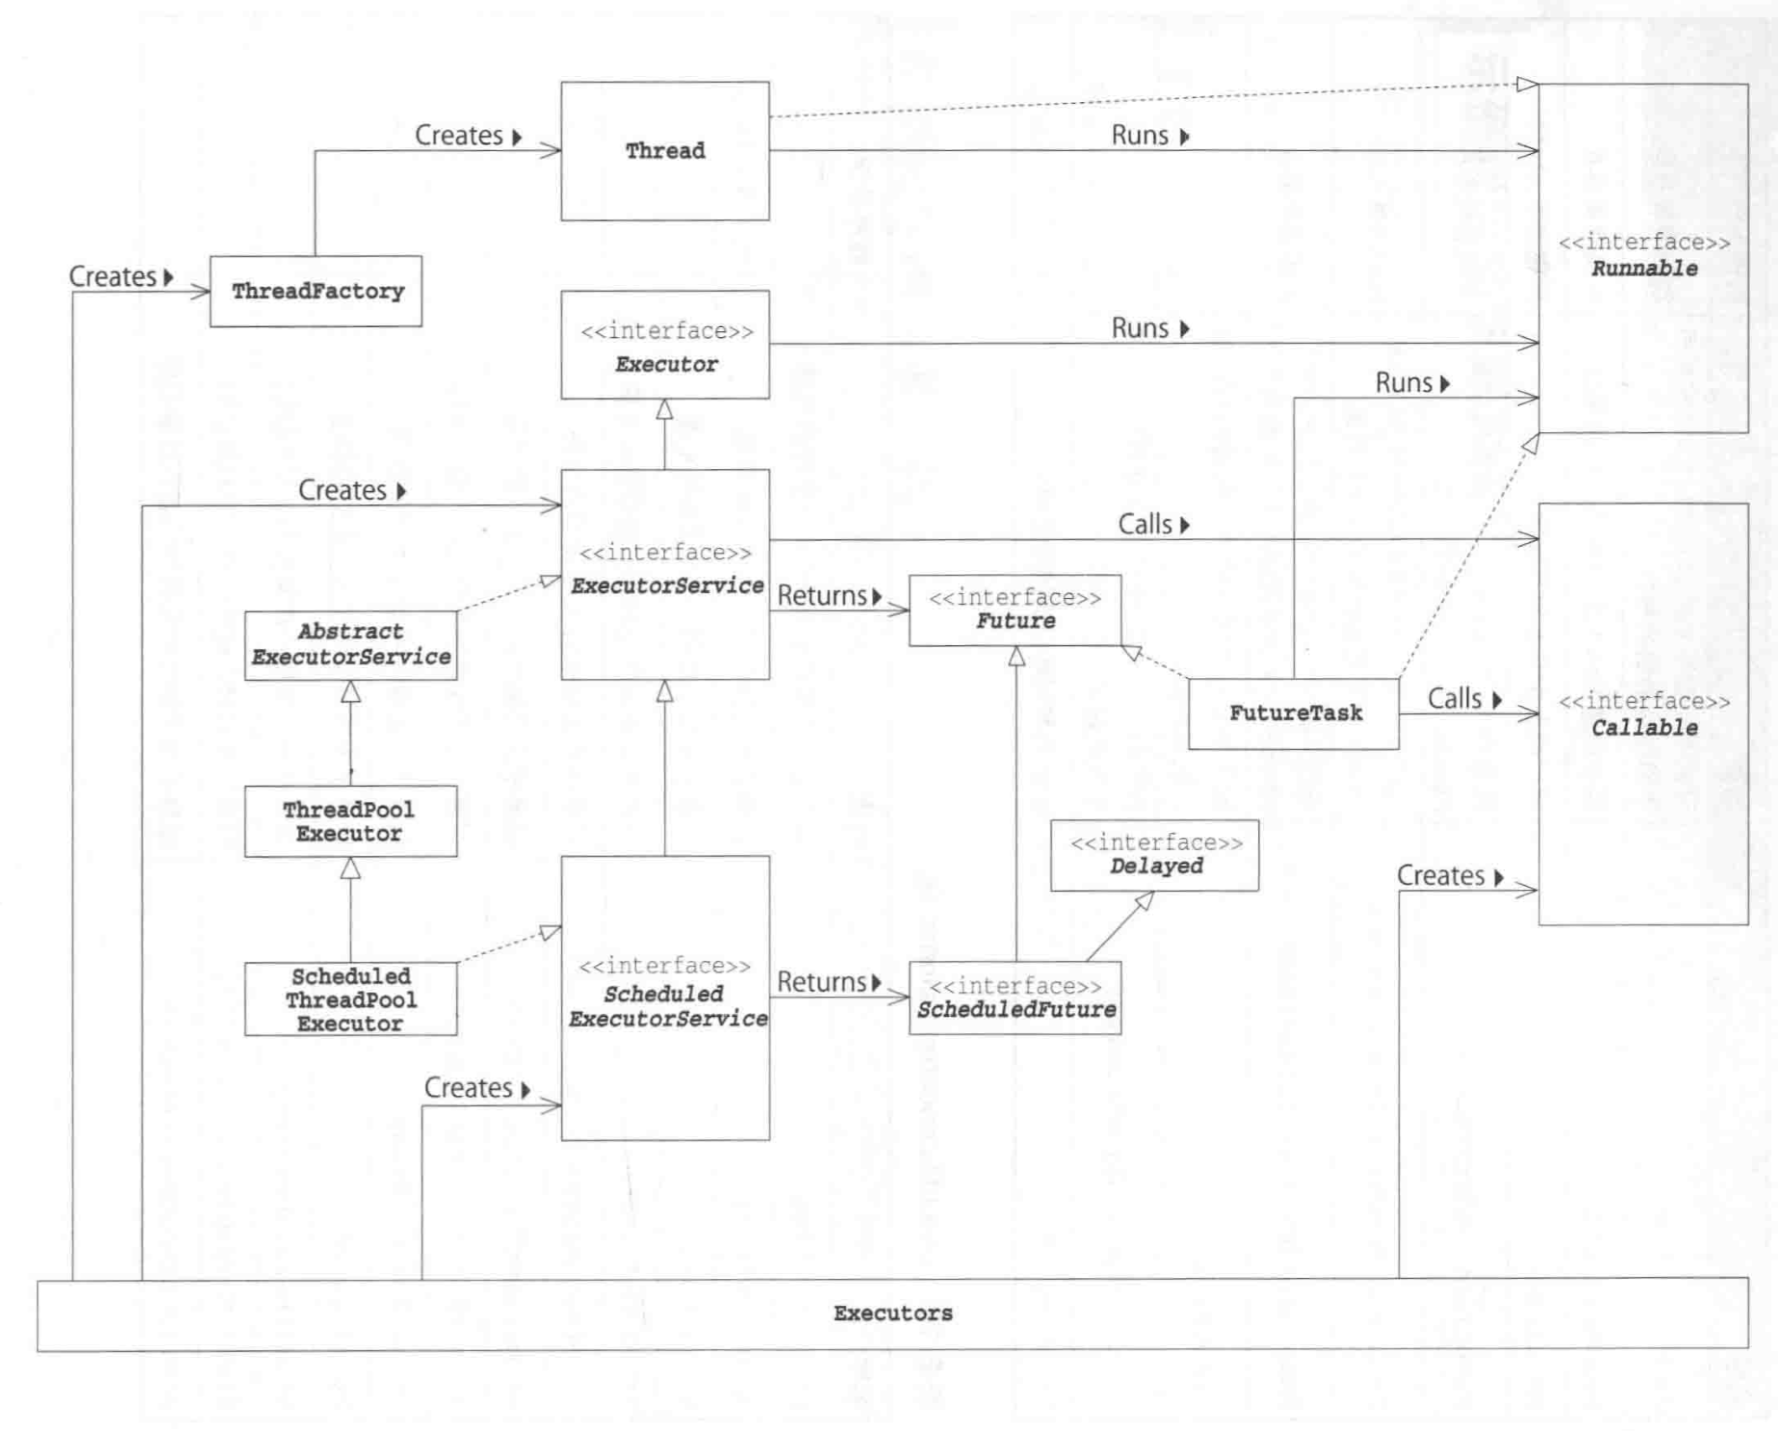 Creates
Thread
Runs
<<interface>>
Runnable
Creates
ThreadFactory
<<interface>>
Executor
Runs
Runs
Creates
<<interface>>
ExecutorService
Calls
Returns
<<interface>>
Future
Abstract
ExecutorService
FutureTask
Calls
<<interface>>
Callable
ThreadPool
Executor
<<interface>>
Delayed
Creates
Scheduled
ThreadPool
Executor
<<interface>>
Scheduled
ExecutorService
Returns
<<interface>>
ScheduledFuture
Creates
Executors